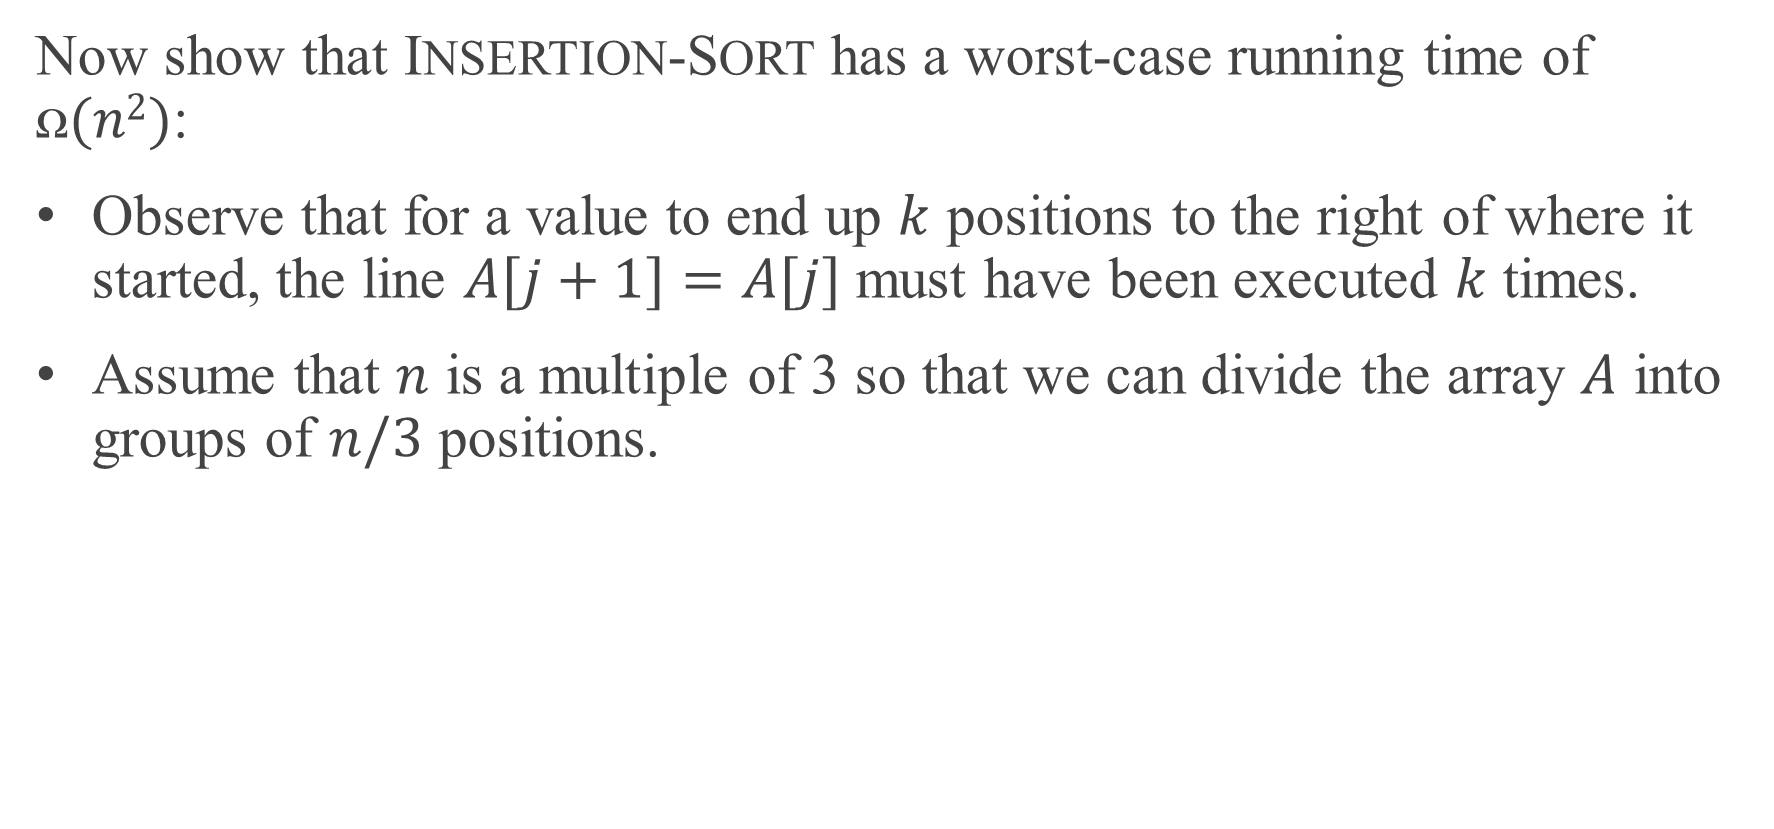 Now show that INSERTION-SORT has a worst-case running time of
Ω(n²):
• Observe that for a value to end up k positions to the right of where it
started, the line A[j + 1] = A[j] must have been executed k times.
• Assume that n is a multiple of 3 so that we can divide the array A into
groups of n/3 positions.